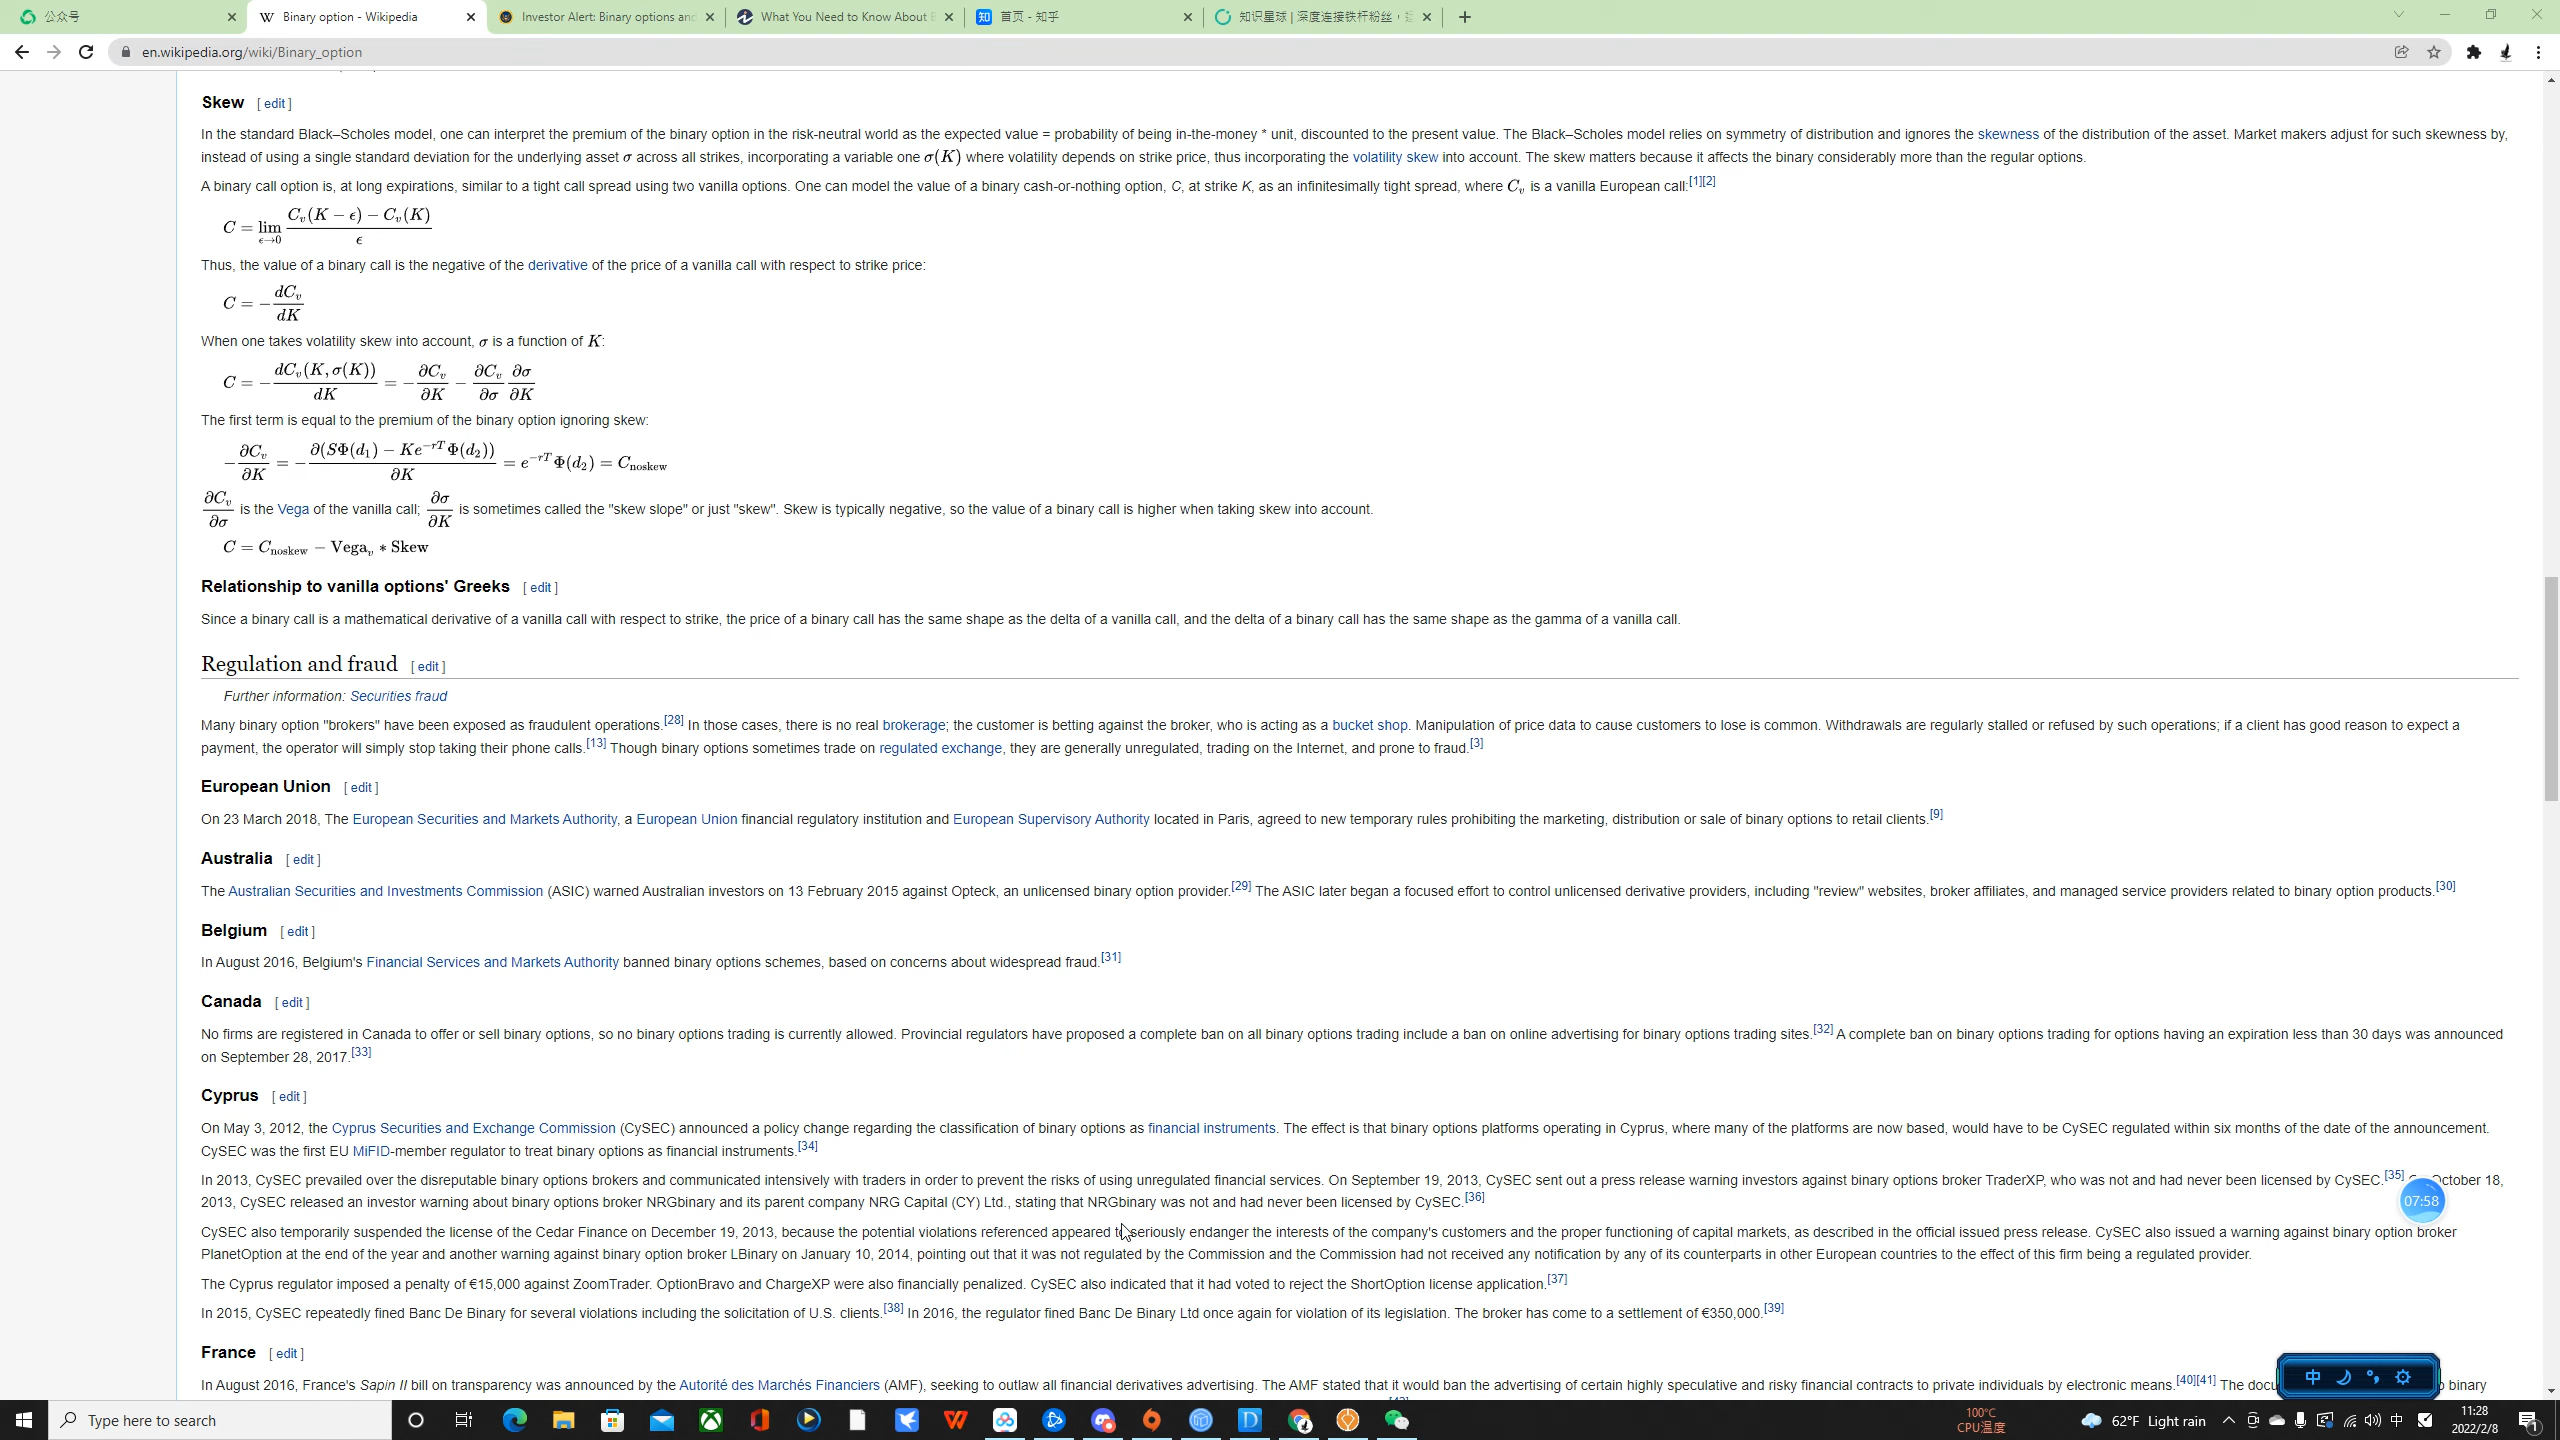 公众号
Binary option - Wikipedia
Investor Alert: Binary options and
What You Need to Know About B
知 首页 - 知乎
知识星球 | 深度连接铁杆粉丝，
en.wikipedia.org/wiki/Binary_option
Skew [ edit ]
In the standard Black–Scholes model, one can interpret the premium of the binary option in the risk-neutral world as the expected value = probability of being in-the-money * unit, discounted to the present value. The Black–Scholes model relies on symmetry of distribution and ignores the skewness of the distribution of the asset. Market makers adjust for such skewness by,
instead of using a single standard deviation for the underlying asset σ across all strikes, incorporating a variable one σ(K) where volatility depends on strike price, thus incorporating the volatility skew into account. The skew matters because it affects the binary considerably more than the regular options.
A binary call option is, at long expirations, similar to a tight call spread using two vanilla options. One can model the value of a binary cash-or-nothing option, C, at strike K, as an infinitesimally tight spread, where C_v is a vanilla European call:[1][2]
C = lim_{ϵ→0} (C_v(K − ϵ) − C_v(K)) / ϵ
Thus, the value of a binary call is the negative of the derivative of the price of a vanilla call with respect to strike price:
C = − dC_v / dK
When one takes volatility skew into account, σ is a function of K:
C = − dC_v(K, σ(K)) / dK = − ∂C_v/∂K − ∂C_v/∂σ ∂σ/∂K
The first term is equal to the premium of the binary option ignoring skew:
− ∂C_v/∂K = − ∂(SΦ(d_1) − Ke^{−rT}Φ(d_2)) / ∂K = e^{−rT}Φ(d_2) = C_noskew
∂C_v/∂σ is the Vega of the vanilla call; ∂σ/∂K is sometimes called the "skew slope" or just "skew". Skew is typically negative, so the value of a binary call is higher when taking skew into account.
C = C_noskew − Vega_v * Skew
Relationship to vanilla options' Greeks [ edit ]
Since a binary call is a mathematical derivative of a vanilla call with respect to strike, the price of a binary call has the same shape as the delta of a vanilla call, and the delta of a binary call has the same shape as the gamma of a vanilla call.
Regulation and fraud [ edit ]
Further information: Securities fraud
Many binary option "brokers" have been exposed as fraudulent operations.[28] In those cases, there is no real brokerage; the customer is betting against the broker, who is acting as a bucket shop. Manipulation of price data to cause customers to lose is common. Withdrawals are regularly stalled or refused by such operations; if a client has good reason to expect a
payment, the operator will simply stop taking their phone calls.[13] Though binary options sometimes trade on regulated exchange, they are generally unregulated, trading on the Internet, and prone to fraud.[3]
European Union [ edit ]
On 23 March 2018, The European Securities and Markets Authority, a European Union financial regulatory institution and European Supervisory Authority located in Paris, agreed to new temporary rules prohibiting the marketing, distribution or sale of binary options to retail clients.[9]
Australia [ edit ]
The Australian Securities and Investments Commission (ASIC) warned Australian investors on 13 February 2015 against Opteck, an unlicensed binary option provider.[29] The ASIC later began a focused effort to control unlicensed derivative providers, including "review" websites, broker affiliates, and managed service providers related to binary option products.[30]
Belgium [ edit ]
In August 2016, Belgium's Financial Services and Markets Authority banned binary options schemes, based on concerns about widespread fraud.[31]
Canada [ edit ]
No firms are registered in Canada to offer or sell binary options, so no binary options trading is currently allowed. Provincial regulators have proposed a complete ban on all binary options trading include a ban on online advertising for binary options trading sites.[32] A complete ban on binary options trading for options having an expiration less than 30 days was announced
on September 28, 2017.[33]
Cyprus [ edit ]
On May 3, 2012, the Cyprus Securities and Exchange Commission (CySEC) announced a policy change regarding the classification of binary options as financial instruments. The effect is that binary options platforms operating in Cyprus, where many of the platforms are now based, would have to be CySEC regulated within six months of the date of the announcement.
CySEC was the first EU MiFID-member regulator to treat binary options as financial instruments.[34]
In 2013, CySEC prevailed over the disreputable binary options brokers and communicated intensively with traders in order to prevent the risks of using unregulated financial services. On September 19, 2013, CySEC sent out a press release warning investors against binary options broker TraderXP, who was not and had never been licensed by CySEC.[35] October 18,
2013, CySEC released an investor warning about binary options broker NRGbinary and its parent company NRG Capital (CY) Ltd., stating that NRGbinary was not and had never been licensed by CySEC.[36]
07:58
CySEC also temporarily suspended the license of the Cedar Finance on December 19, 2013, because the potential violations referenced appeared to seriously endanger the interests of the company's customers and the proper functioning of capital markets, as described in the official issued press release. CySEC also issued a warning against binary option broker
PlanetOption at the end of the year and another warning against binary option broker LBinary on January 10, 2014, pointing out that it was not regulated by the Commission and the Commission had not received any notification by any of its counterparts in other European countries to the effect of this firm being a regulated provider.
The Cyprus regulator imposed a penalty of €15,000 against ZoomTrader. OptionBravo and ChargeXP were also financially penalized. CySEC also indicated that it had voted to reject the ShortOption license application.[37]
In 2015, CySEC repeatedly fined Banc De Binary for several violations including the solicitation of U.S. clients.[38] In 2016, the regulator fined Banc De Binary Ltd once again for violation of its legislation. The broker has come to a settlement of €350,000.[39]
France [ edit ]
In August 2016, France's Sapin II bill on transparency was announced by the Autorité des Marchés Financiers (AMF), seeking to outlaw all financial derivatives advertising. The AMF stated that it would ban the advertising of certain highly speculative and risky financial contracts to private individuals by electronic means.[40][41] The binary
中
Type here to search
100°C
CPU温度
62°F Light rain
中
11:28
2022/2/8
1